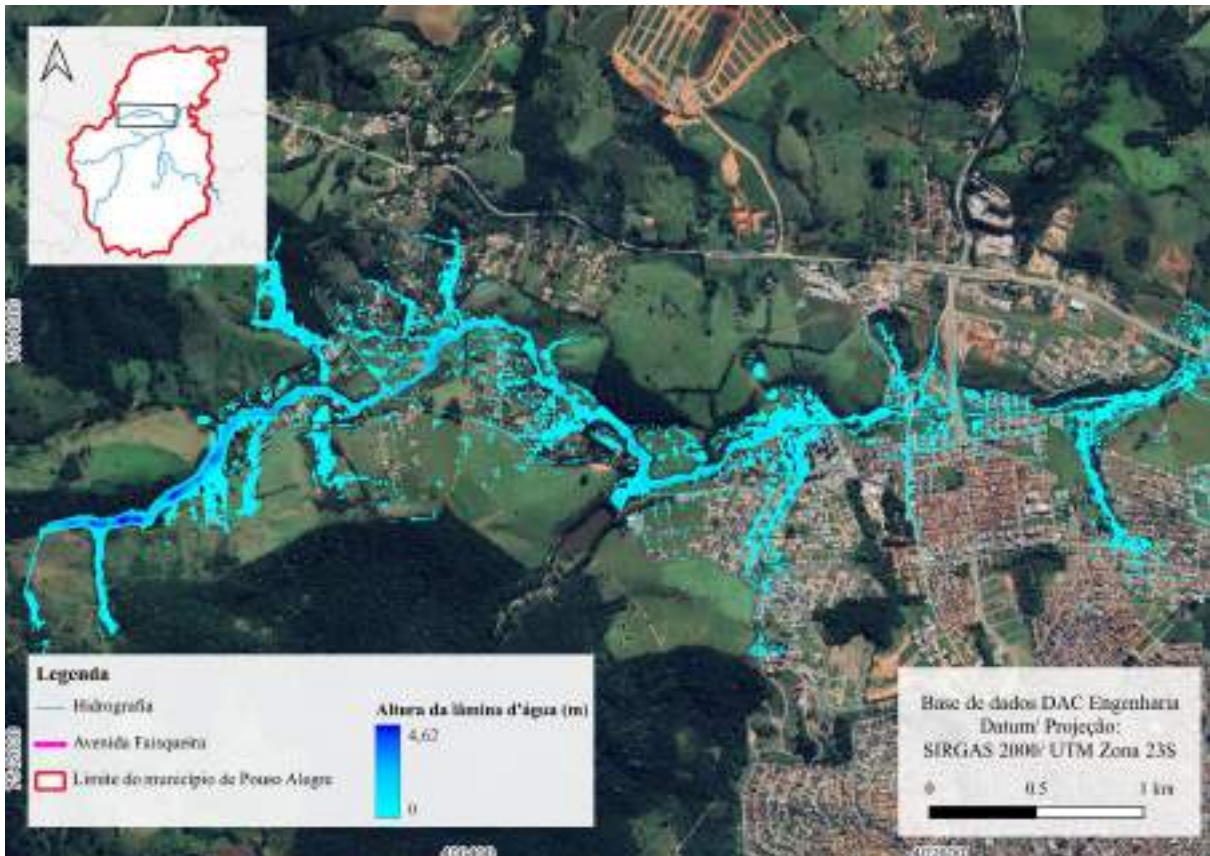 Legenda
Hidrografia
Avenida Faisqueira
Limite do município de Pouso Alegre
Altura da lâmina d'água (m)
4,62
0
Base de dados DAC Engenharia
Datum/ Projeção:
SIRGAS 2000/ UTM Zona 23S
0 0.5 1 km